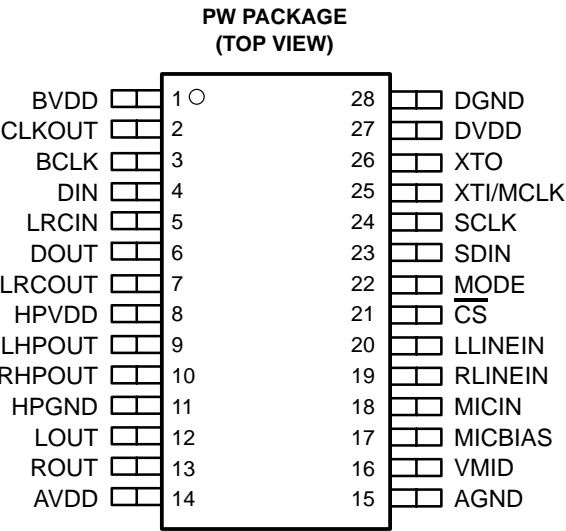 PW PACKAGE
(TOP VIEW)
BVDD 1 28 DGND
CLKOUT 2 27 DVDD
BCLK 3 26 XTO
DIN 4 25 XTI/MCLK
LRCIN 5 24 SCLK
DOUT 6 23 SDIN
LRCOUT 7 22 MODE
HPVDD 8 21 CS
LHPOUT 9 20 LLINEIN
RHPOUT 10 19 RLINEIN
HPGND 11 18 MICIN
LOUT 12 17 MICBIAS
ROUT 13 16 VMID
AVDD 14 15 AGND